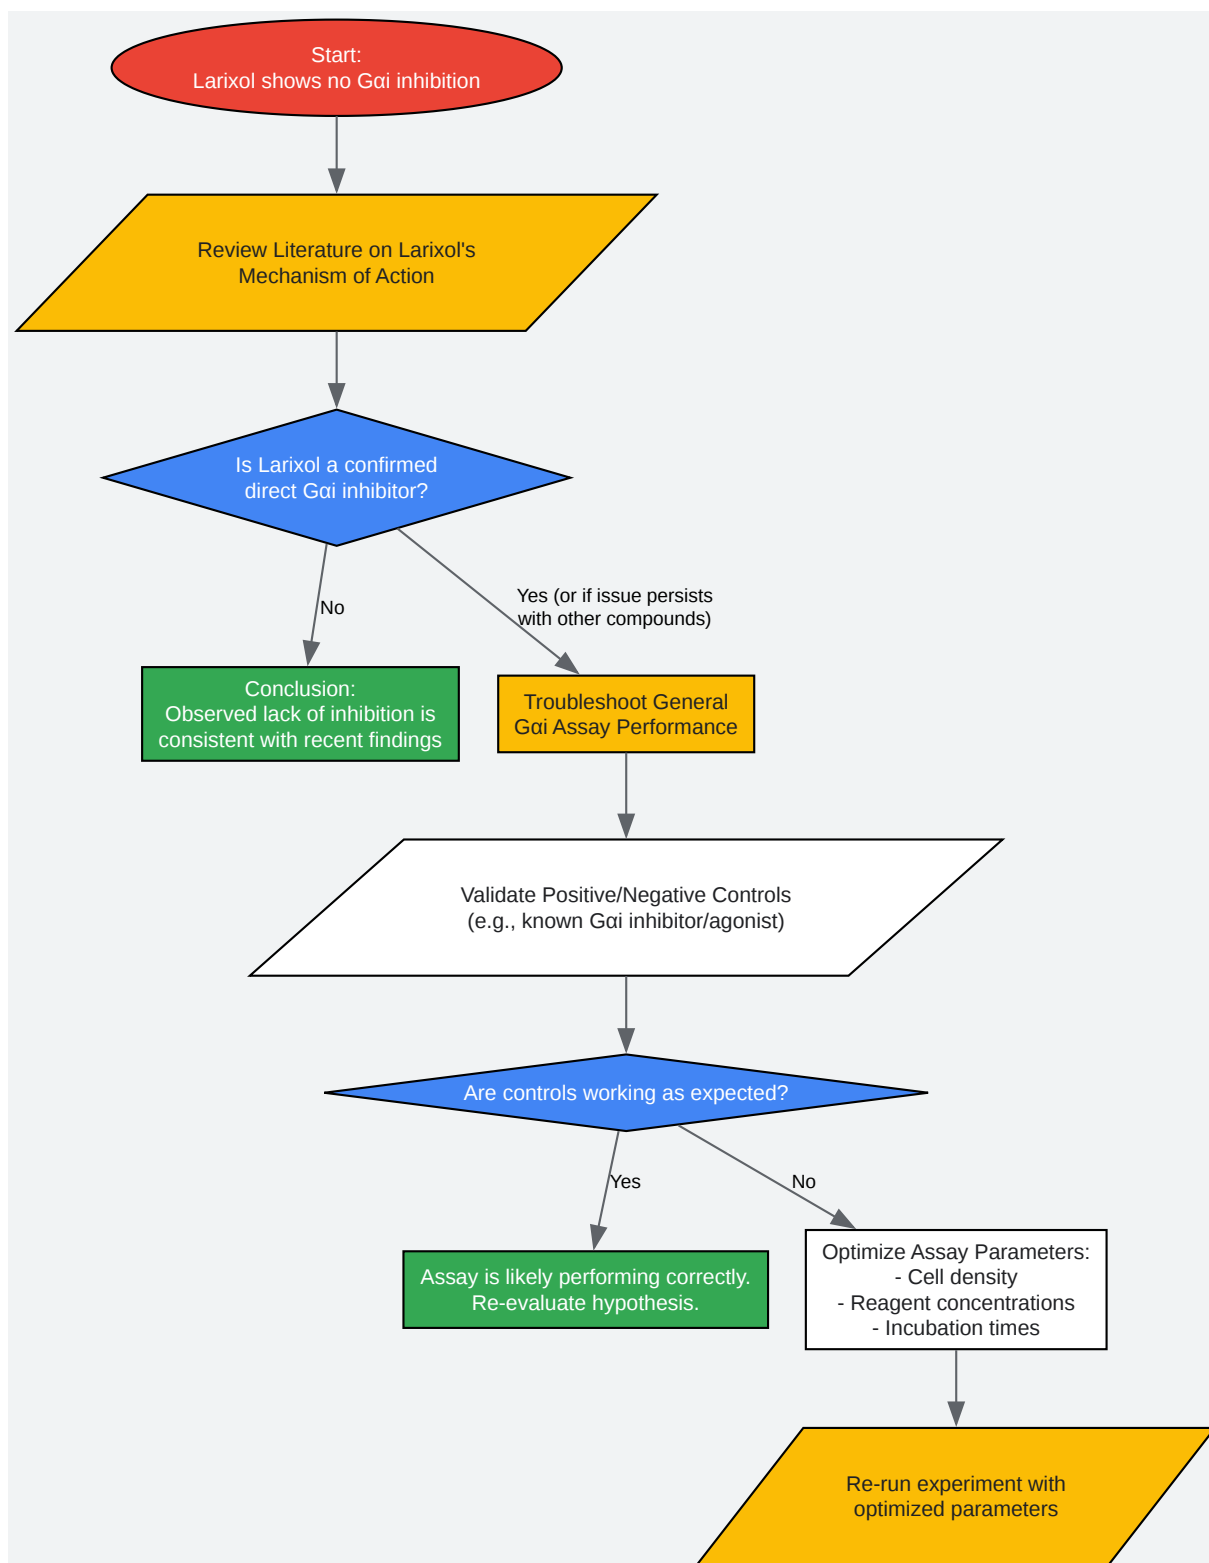 Start:
Larixol shows no Gαi inhibition
Review Literature on Larixol's
Mechanism of Action
Is Larixol a confirmed
direct Gαi inhibitor?
No
Yes (or if issue persists
with other compounds)
Conclusion:
Observed lack of inhibition is
consistent with recent findings
Troubleshoot General
Gαi Assay Performance
Validate Positive/Negative Controls
(e.g., known Gαi inhibitor/agonist)
Are controls working as expected?
Yes
No
Assay is likely performing correctly.
Re-evaluate hypothesis.
Optimize Assay Parameters:
- Cell density
- Reagent concentrations
- Incubation times
Re-run experiment with
optimized parameters